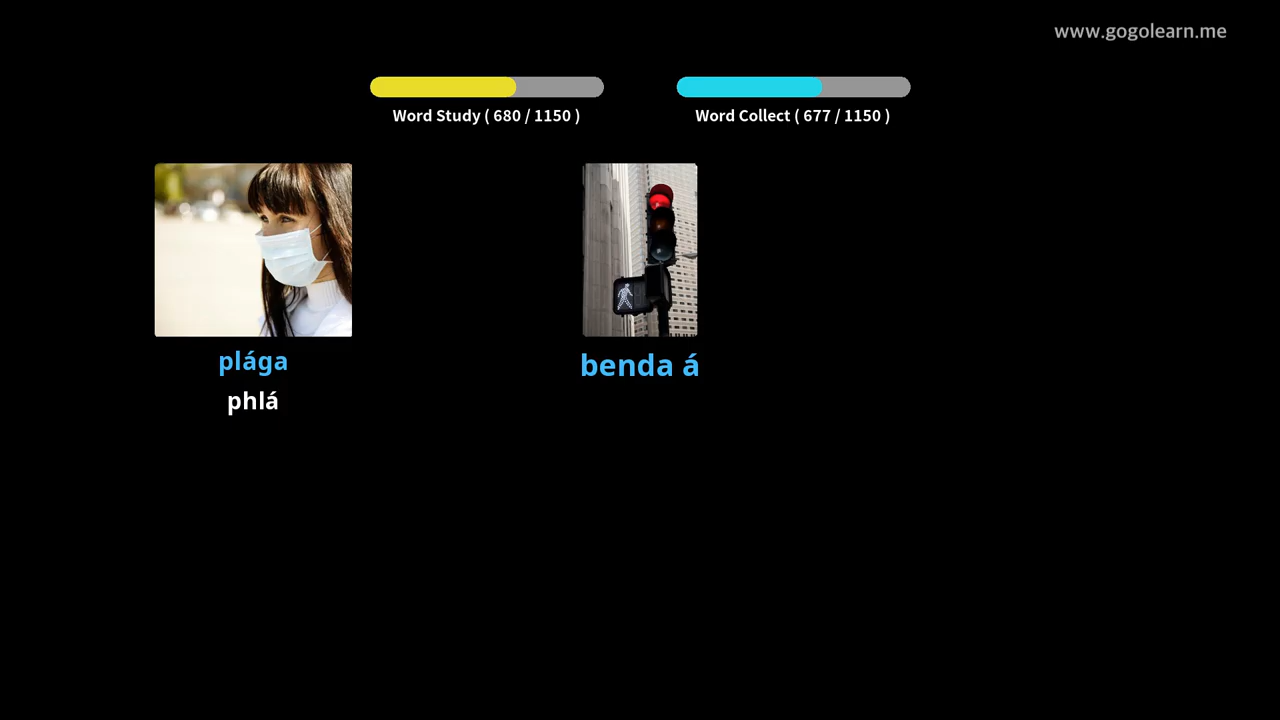 www.gogolearn.me
Word Study ( 680 / 1150 )
Word Collect ( 677 / 1150 )
plága
phlá
benda á